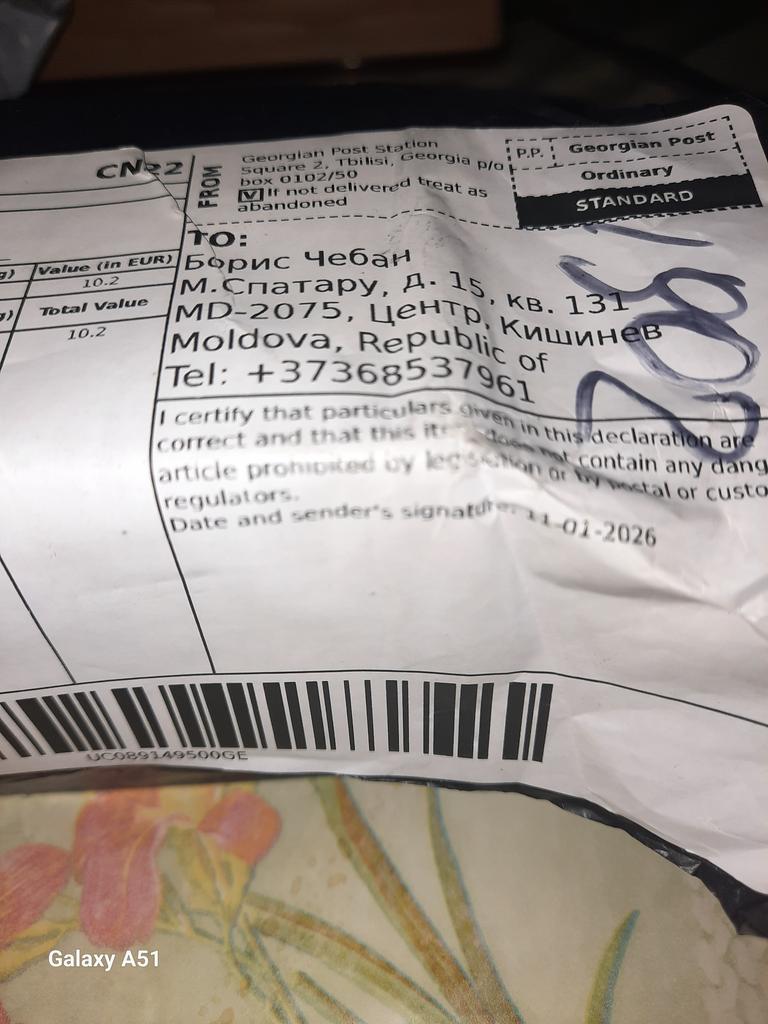 CN22
g) Value (in EUR)
10.2
g) Total Value
10.2
FROM
Georgian Post Station
Square 2, Tbilisi, Georgia p/o
box 0102/50
If not delivered treat as
abandoned
P.P. Georgian Post
Ordinary
STANDARD
TO:
Борис Чебан
М.Спатару, д. 15, кв. 131
MD-2075, Центр, Кишинев
Moldova, Republic of
Tel: +37368537961
I certify that particulars given in this declaration are
correct and that this does not contain any dang
article prohibited by legislation or by postal or custo
regulators.
Date and sender's signature: 11-01-2026
UC089149500GE
Galaxy A51